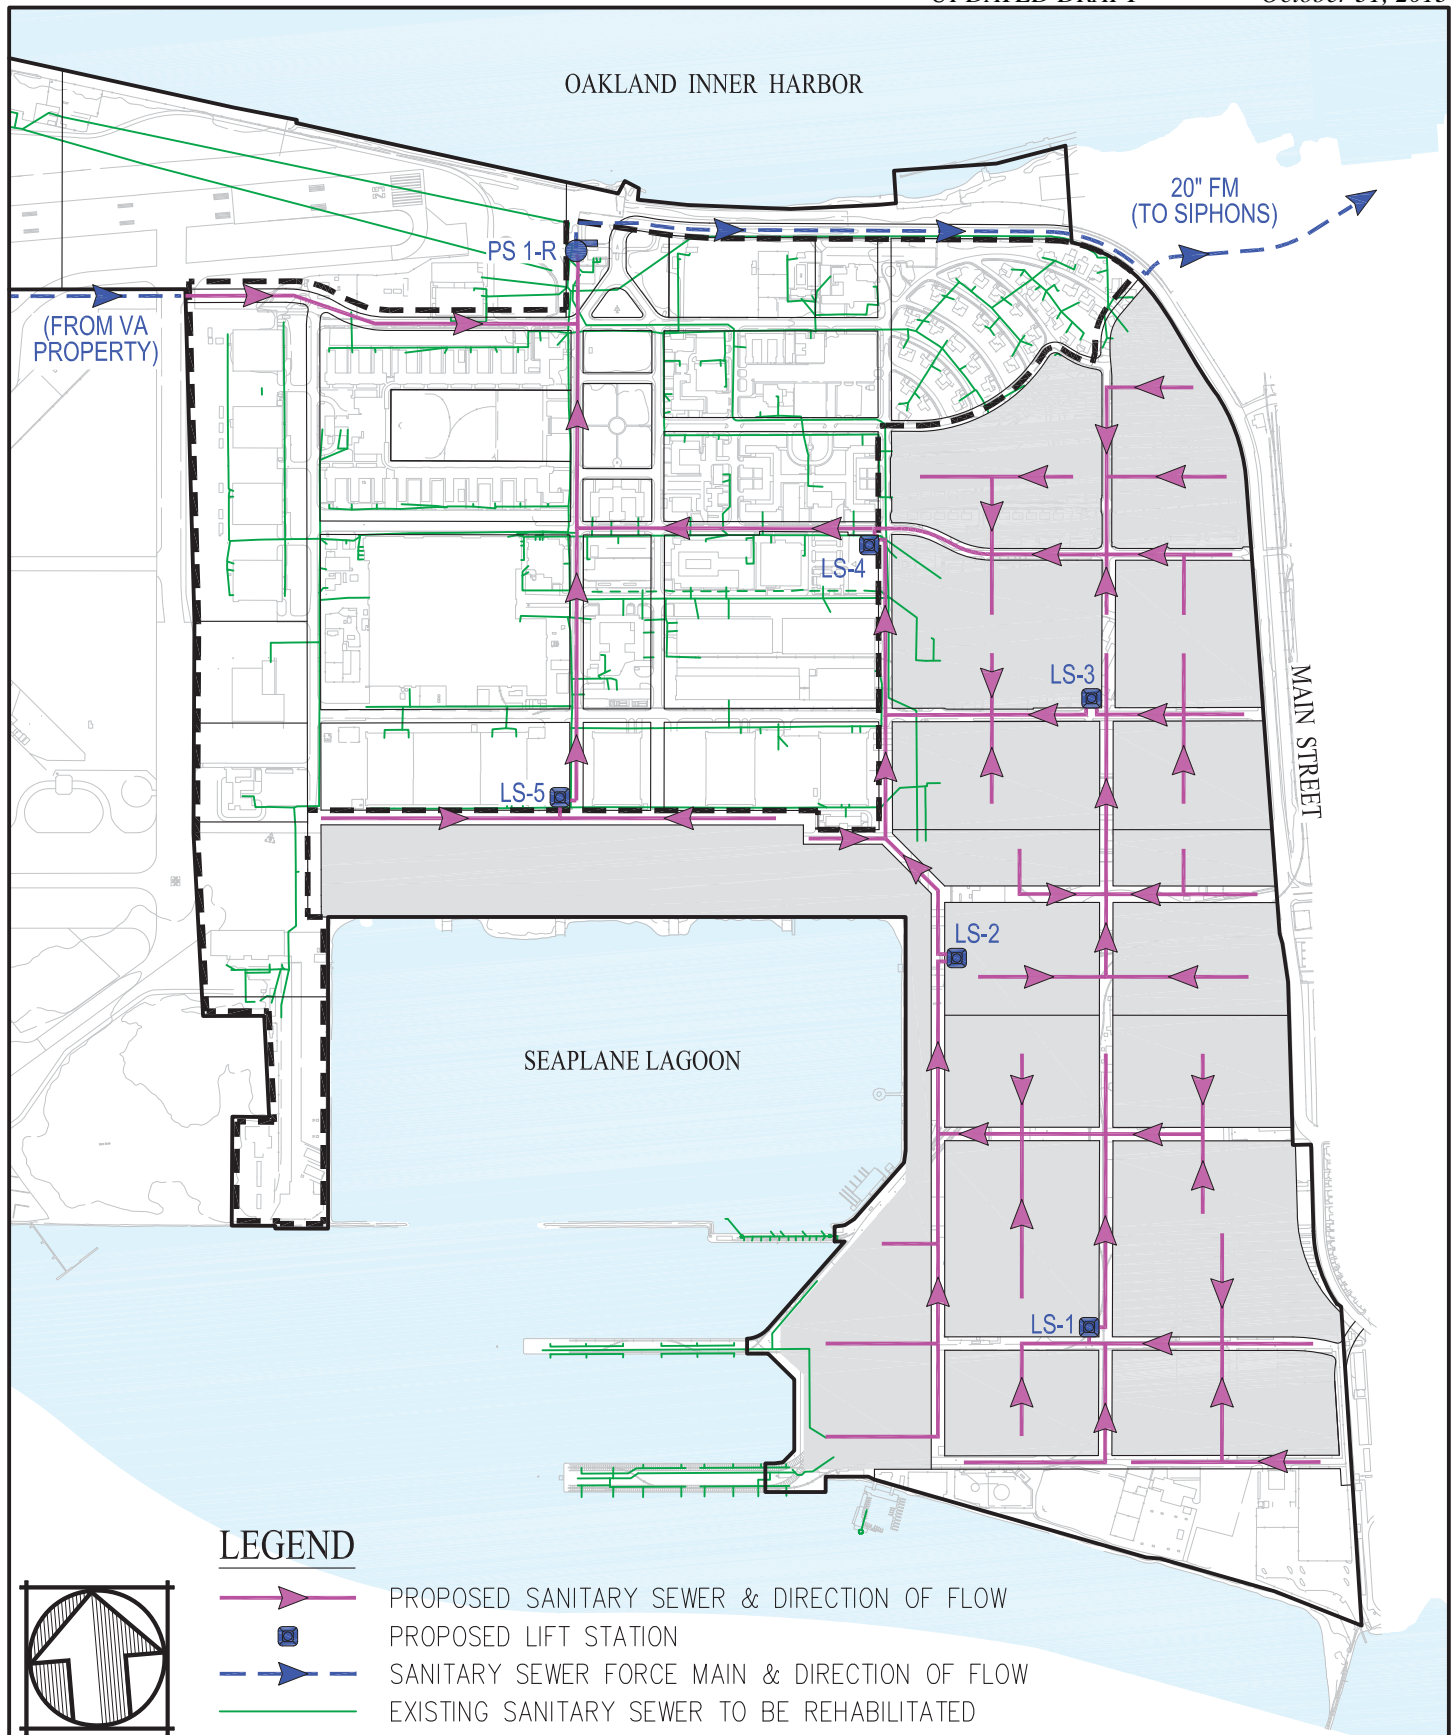 OAKLAND INNER HARBOR
20" FM
(TO SIPHONS)
PS 1-R
(FROM VA
PROPERTY)
LS-4
LS-3
MAIN STREET
LS-5
LS-2
SEAPLANE LAGOON
LS-1
LEGEND
PROPOSED SANITARY SEWER & DIRECTION OF FLOW
PROPOSED LIFT STATION
SANITARY SEWER FORCE MAIN & DIRECTION OF FLOW
EXISTING SANITARY SEWER TO BE REHABILITATED